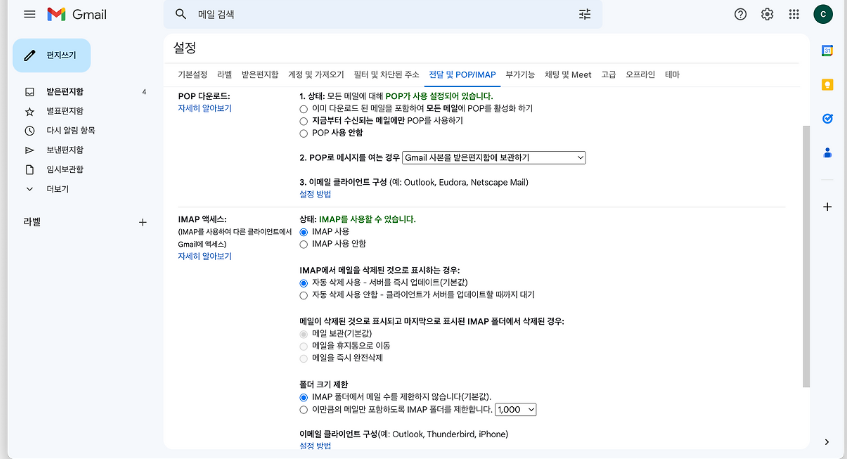 Gmail
메일 검색
C
편지쓰기
받은편지함 4
별표편지함
다시 알림 항목
보낸편지함
임시보관함
더보기
라벨
설정
기본설정 라벨 받은편지함 계정 및 가져오기 필터 및 차단된 주소 전달 및 POP/IMAP 부가기능 채팅 및 Meet 고급 오프라인 테마
POP 다운로드:
자세히 알아보기
1. 상태: 모든 메일에 대해 POP가 사용 설정되어 있습니다.
이미 다운로드 된 메일을 포함하여 모든 메일에 POP를 활성화 하기
지금부터 수신되는 메일에만 POP를 사용하기
POP 사용 안함
2. POP로 메시지를 여는 경우 Gmail 사본을 받은편지함에 보관하기
3. 이메일 클라이언트 구성 (예: Outlook, Eudora, Netscape Mail)
설정 방법
IMAP 액세스:
(IMAP를 사용하여 다른 클라이언트에서
Gmail에 액세스)
자세히 알아보기
상태: IMAP를 사용할 수 있습니다.
IMAP 사용
IMAP 사용 안함
IMAP에서 메일을 삭제된 것으로 표시하는 경우:
자동 삭제 사용 - 서버를 즉시 업데이트(기본값)
자동 삭제 사용 안함 - 클라이언트가 서버를 업데이트할 때까지 대기
메일이 삭제된 것으로 표시되고 마지막으로 표시된 IMAP 폴더에서 삭제된 경우:
메일 보관(기본값)
메일을 휴지통으로 이동
메일을 즉시 완전삭제
폴더 크기 제한
IMAP 폴더에서 메일 수를 제한하지 않습니다(기본값).
이만큼의 메일만 포함하도록 IMAP 폴더를 제한합니다. 1,000
이메일 클라이언트 구성(예: Outlook, Thunderbird, iPhone)
설정 방법